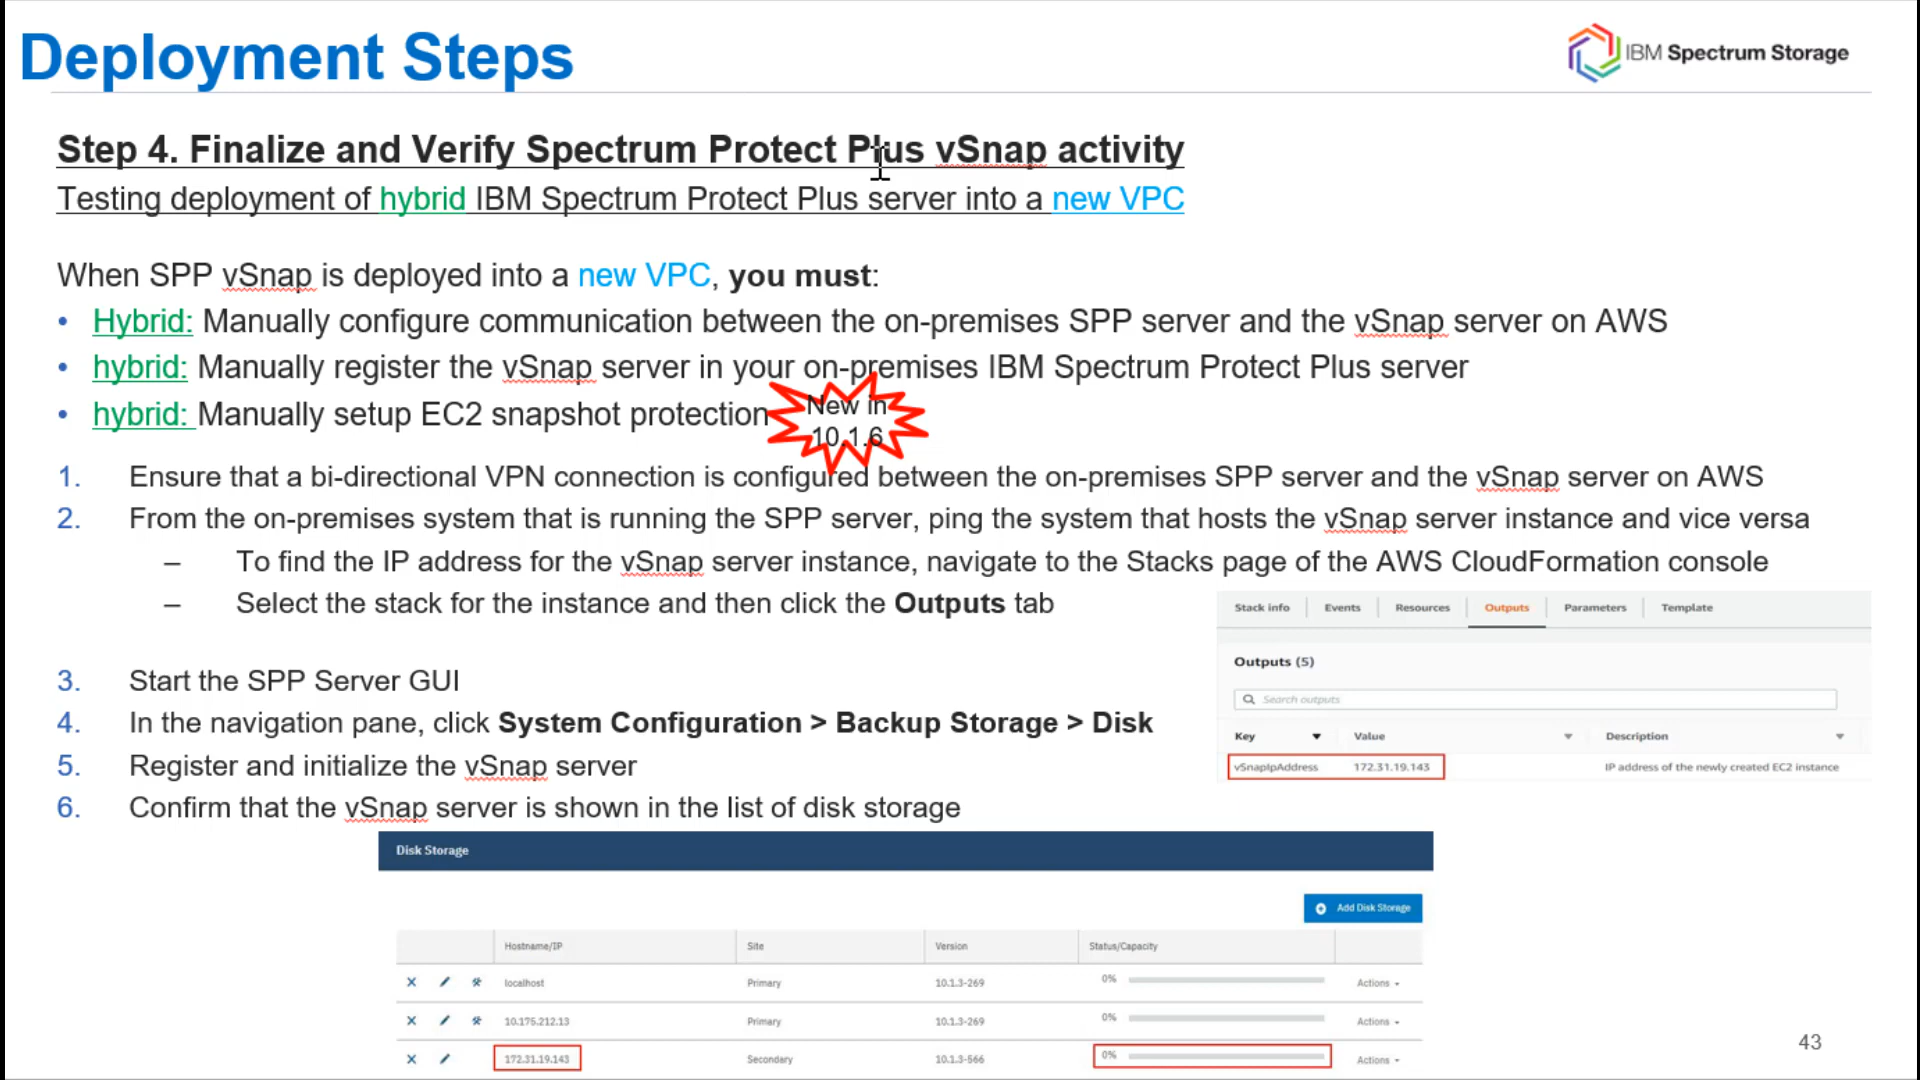 Deployment Steps
IBM Spectrum Storage
Step 4. Finalize and Verify Spectrum Protect Plus vSnap activity
Testing deployment of hybrid IBM Spectrum Protect Plus server into a new VPC
When SPP vSnap is deployed into a new VPC, you must:
• Hybrid: Manually configure communication between the on-premises SPP server and the vSnap server on AWS
• hybrid: Manually register the vSnap server in your on-premises IBM Spectrum Protect Plus server
• hybrid: Manually setup EC2 snapshot protection
New in
10.1.6
1. Ensure that a bi-directional VPN connection is configured between the on-premises SPP server and the vSnap server on AWS
2. From the on-premises system that is running the SPP server, ping the system that hosts the vSnap server instance and vice versa
– To find the IP address for the vSnap server instance, navigate to the Stacks page of the AWS CloudFormation console
– Select the stack for the instance and then click the Outputs tab
Stack info Events Resources Outputs Parameters Template
Outputs (5)
Search outputs
Key Value Description
vSnapIpAddress 172.31.19.143 IP address of the newly created EC2 instance
3. Start the SPP Server GUI
4. In the navigation pane, click System Configuration > Backup Storage > Disk
5. Register and initialize the vSnap server
6. Confirm that the vSnap server is shown in the list of disk storage
Disk Storage
Add Disk Storage
Hostname/IP Site Version Status/Capacity
localhost Primary 10.1.3-269 0% Actions
10.175.212.13 Primary 10.1.3-269 0% Actions
172.31.19.143 Secondary 10.1.3-566 0% Actions
43